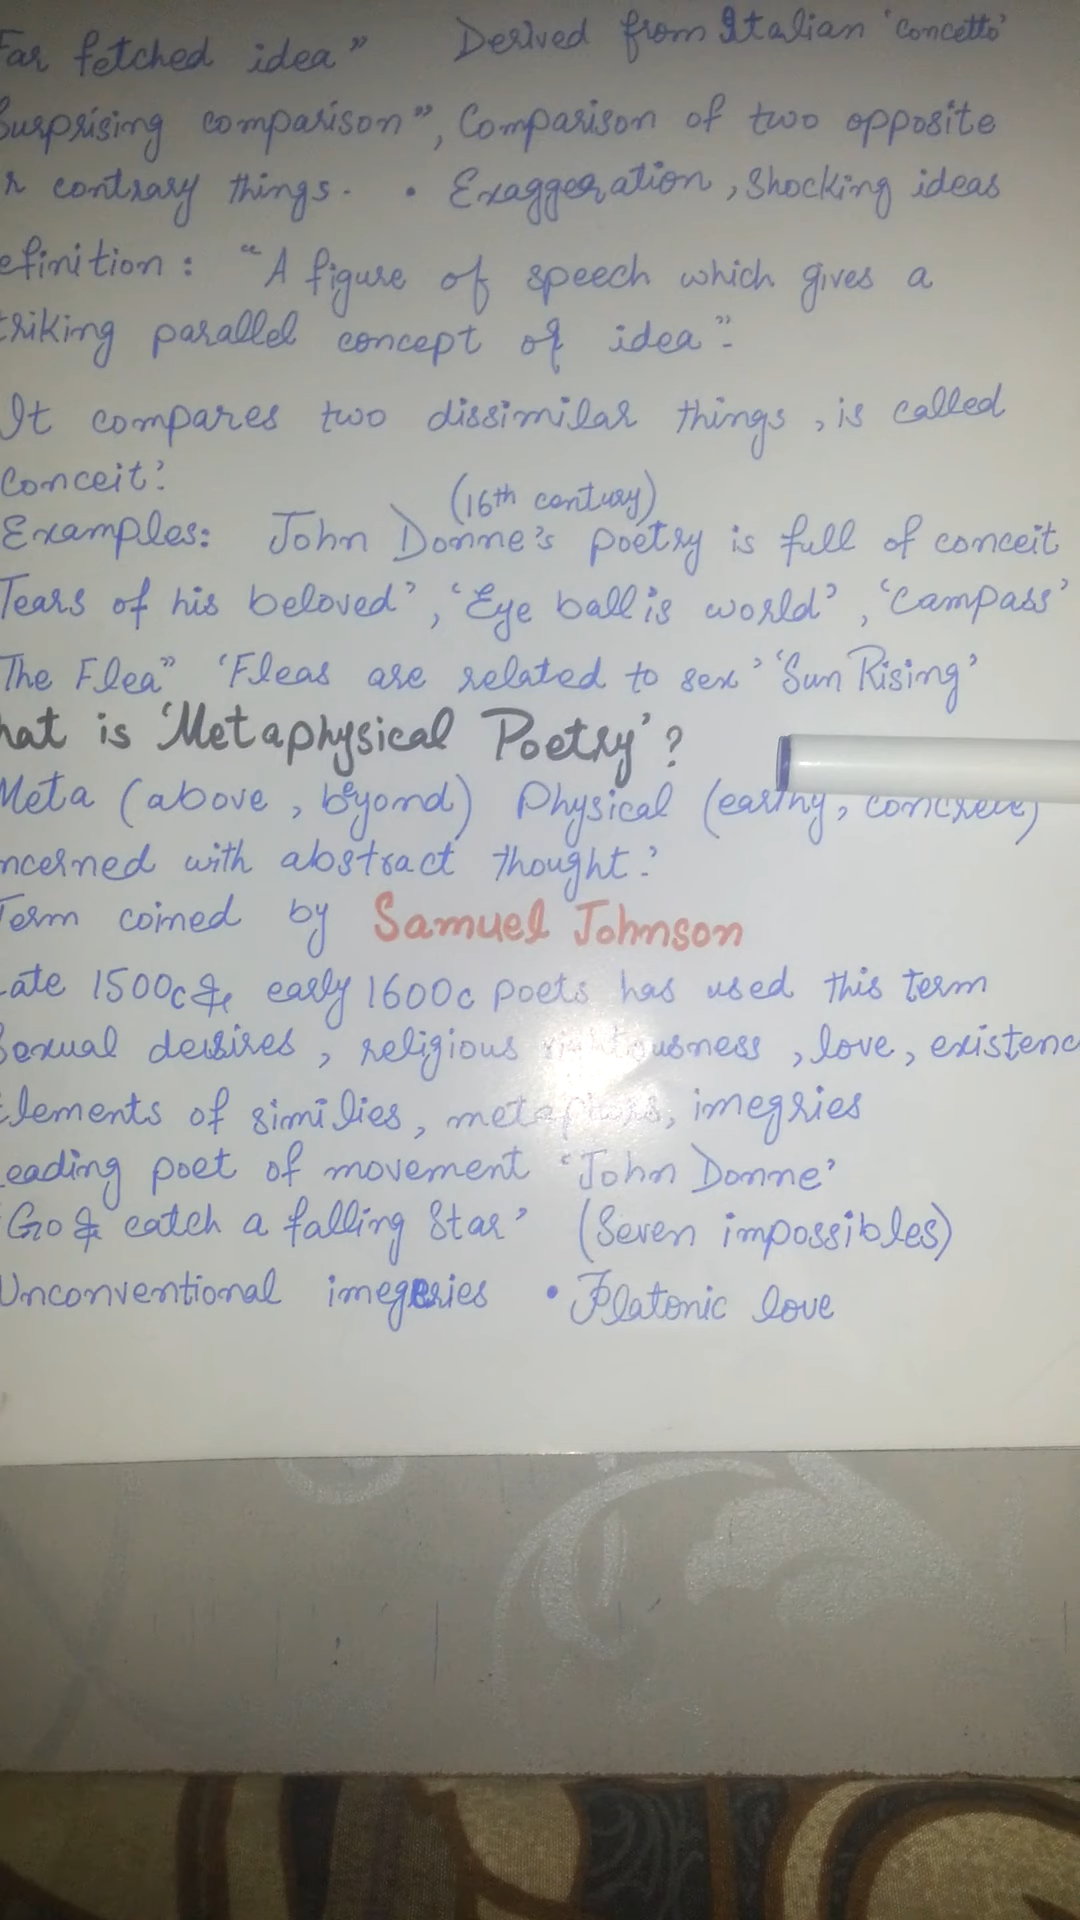 Far fetched idea” Derived from Italian ‘concetto’
Surprising comparison”, Comparison of two opposite
r contrary things. • Exaggeration, Shocking ideas
efinition : “A figure of speech which gives a
triking parallel concept of idea”.
It compares two dissimilar things, is called
Conceit.
(16th century)
Examples: John Donne's poetry is full of conceit
Tears of his beloved’, ‘Eye ball is world’, ‘Campass’
The Flea” ‘Fleas are related to sex’ ‘Sun Rising’
hat is ‘Metaphysical Poetry’ ?
Meta (above, beyond) Physical (earthy, concrete)
ncerned with abstract thought.
Term coined by Samuel Johnson
Late 1500c & early 1600c poets has used this term
Sexual desires, religious rightousness, love, existenc
Elements of similies, metaphors, imegries
eading poet of movement ‘John Donne’
‘Go & catch a falling Star’ (Seven impossibles)
Unconventional imegries • Platonic love